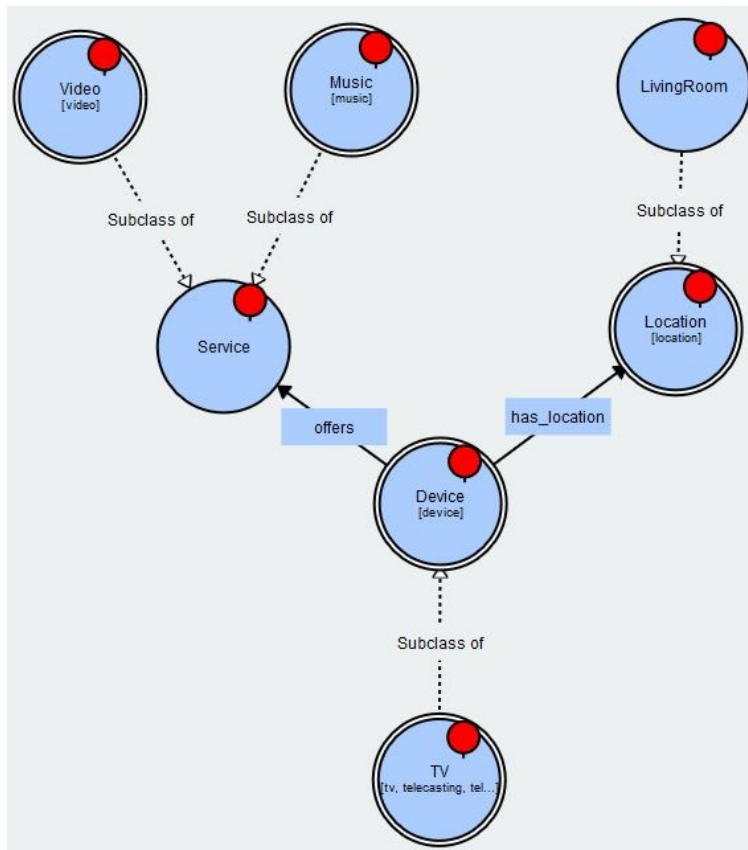 Video
[video]
Music
[music]
LivingRoom
Subclass of
Subclass of
Subclass of
Service
Location
[location]
offers
has_location
Device
[device]
Subclass of
TV
[tv, telecasting, tel...]